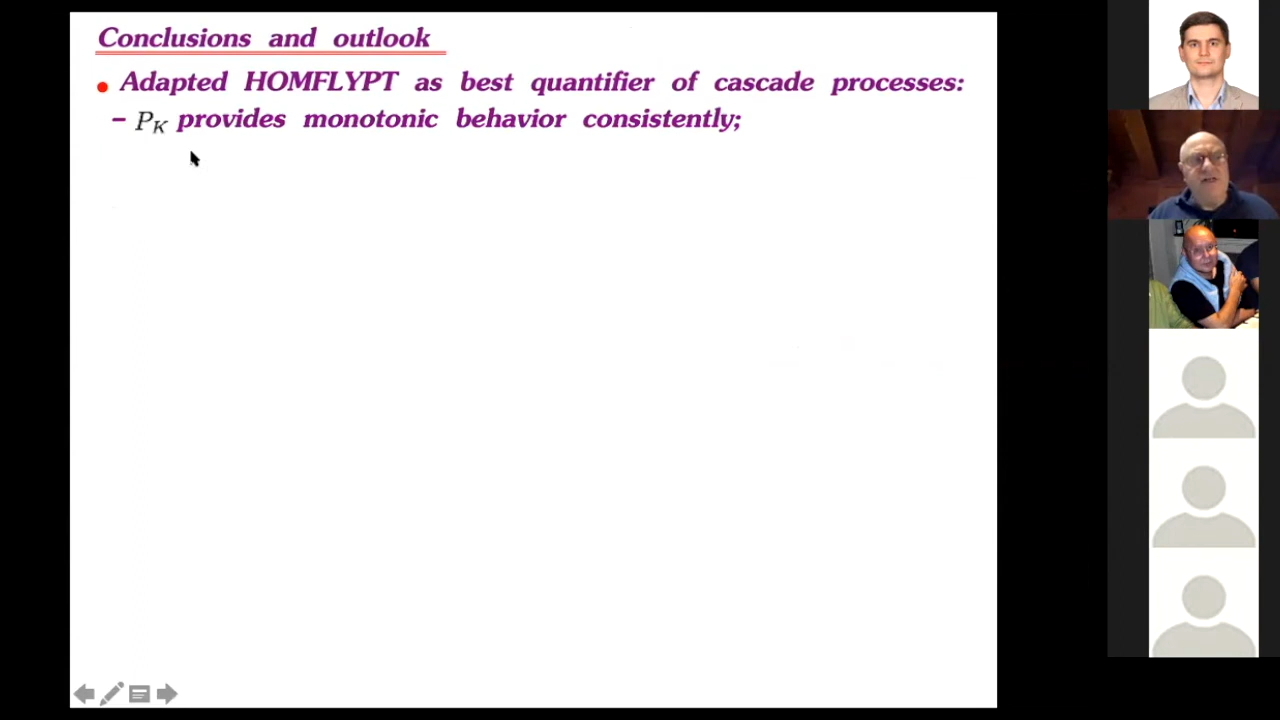 Conclusions and outlook
• Adapted HOMFLYPT as best quantifier of cascade processes:
– P_K provides monotonic behavior consistently;